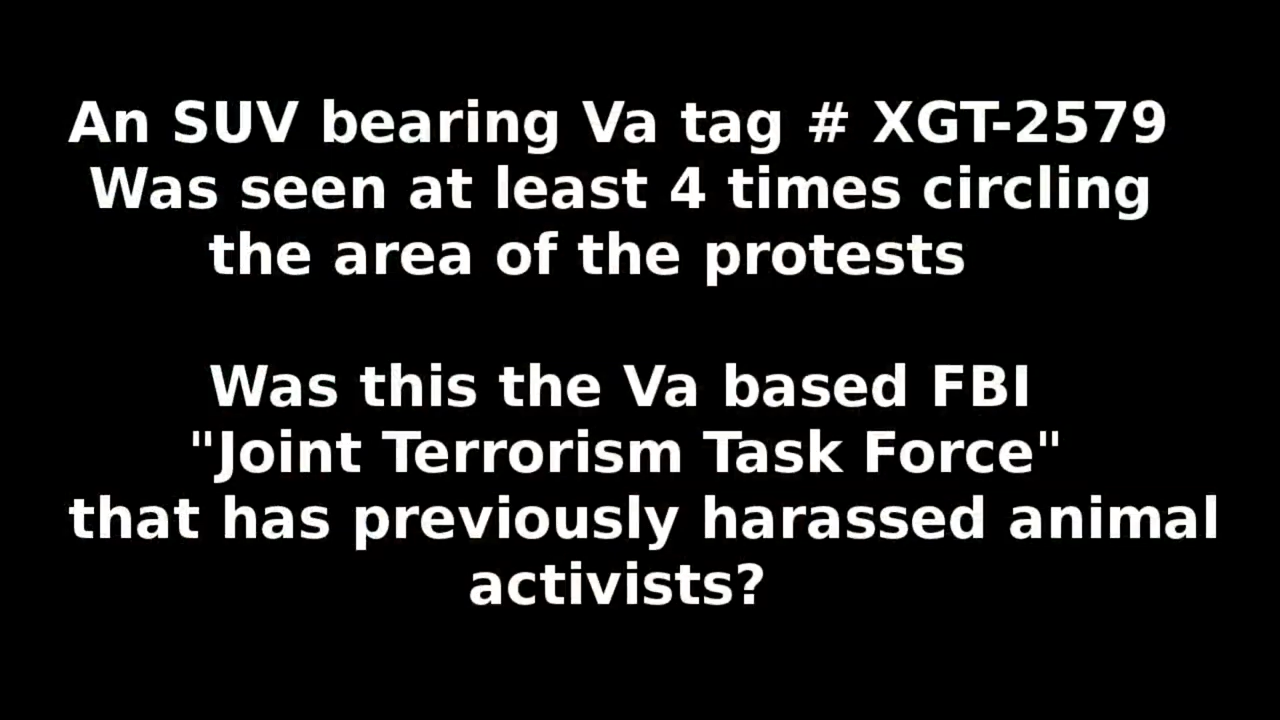 An SUV bearing Va tag # XGT-2579
Was seen at least 4 times circling
the area of the protests
Was this the Va based FBI
"Joint Terrorism Task Force"
that has previously harassed animal
activists?